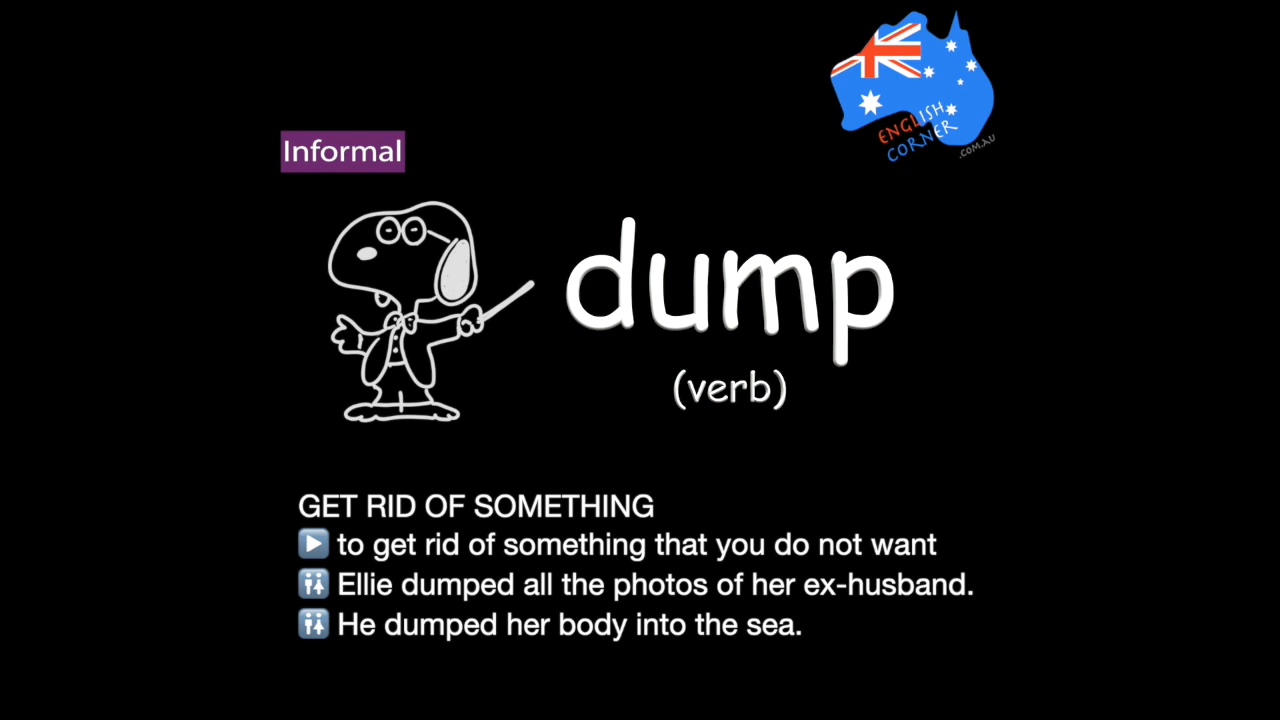 ENGLISH
CORNER
.COM.AU
Informal
dump
(verb)
GET RID OF SOMETHING
to get rid of something that you do not want
Ellie dumped all the photos of her ex-husband.
He dumped her body into the sea.